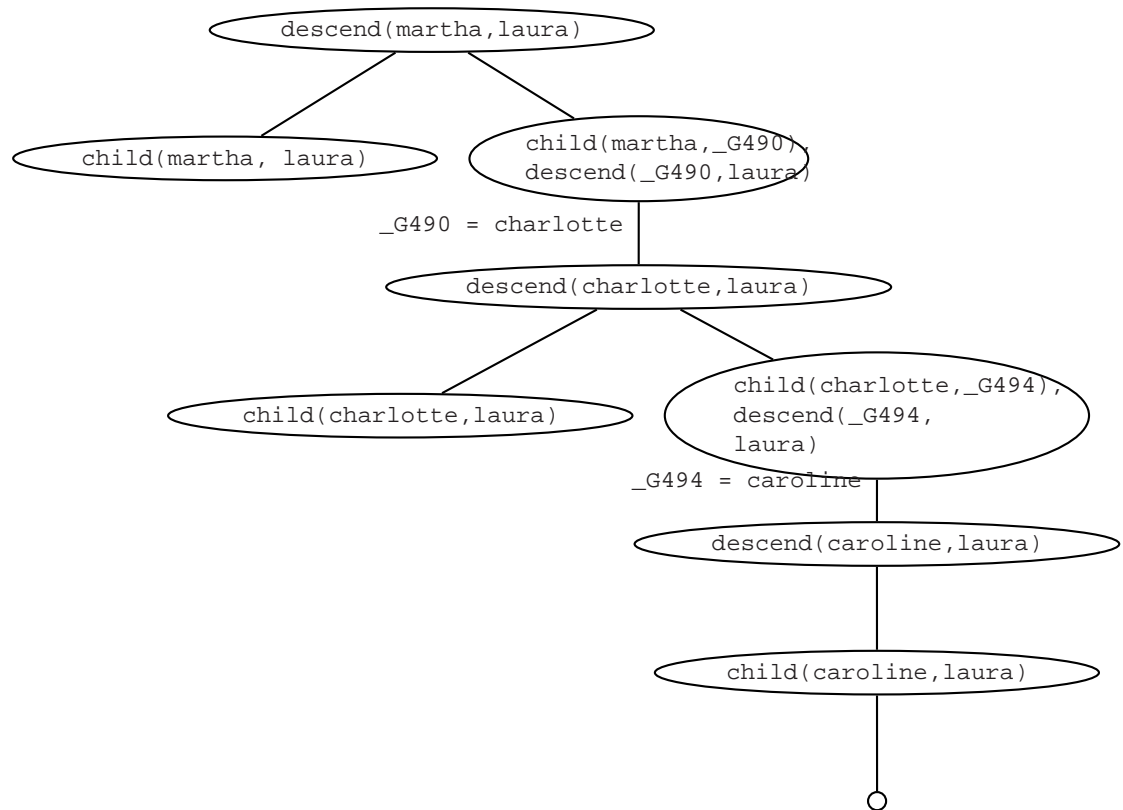 descend(martha,laura)
child(martha, laura)
child(martha,_G490),
descend(_G490,laura)
_G490 = charlotte
descend(charlotte,laura)
child(charlotte,laura)
child(charlotte,_G494),
descend(_G494,
laura)
_G494 = caroline
descend(caroline,laura)
child(caroline,laura)